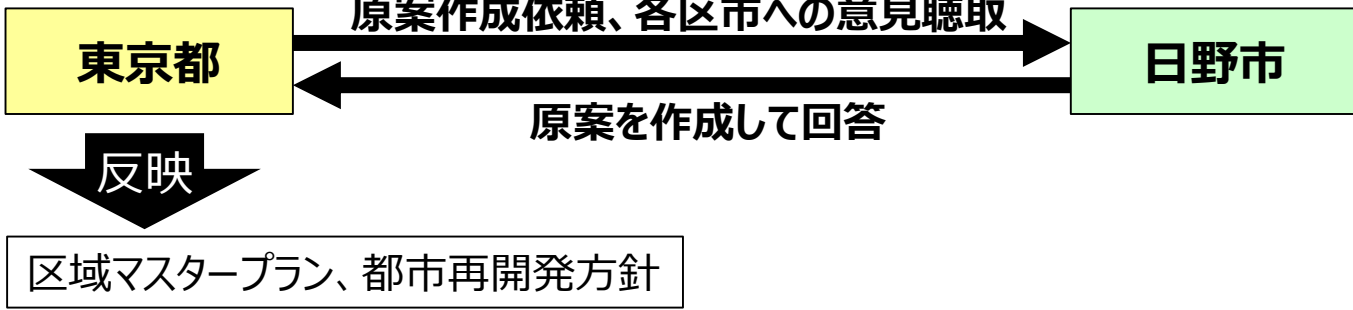 原案作成依頼、各区市への意見聴取
東京都
日野市
原案を作成して回答
反映
区域マスタープラン、都市再開発方針